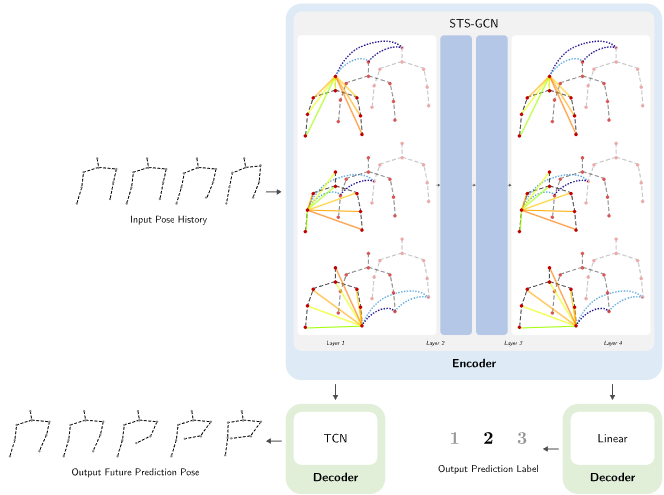 STS-GCN
Input Pose History
Layer 1
Layer 2
Layer 3
Layer 4
Encoder
TCN
Decoder
1 2 3
Output Prediction Label
Linear
Decoder
Output Future Prediction Pose